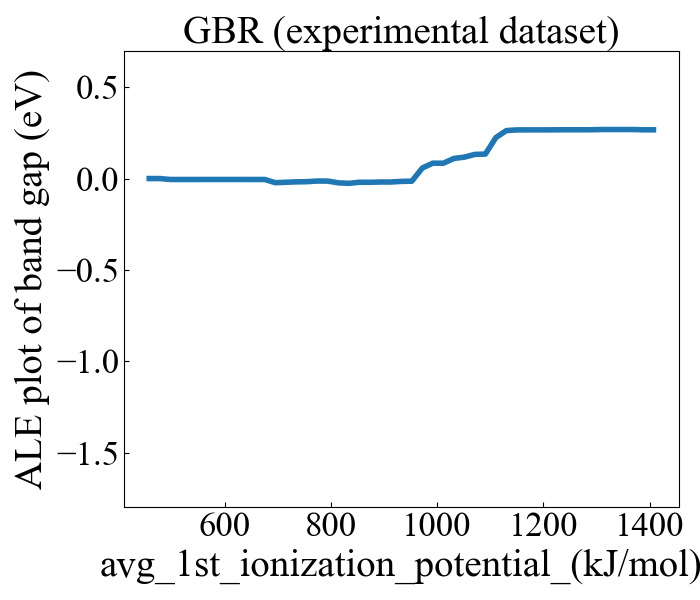 GBR (experimental dataset)
ALE plot of band gap (eV)
0.5
0.0
−0.5
−1.0
−1.5
600 800 1000 1200 1400
avg_1st_ionization_potential_(kJ/mol)